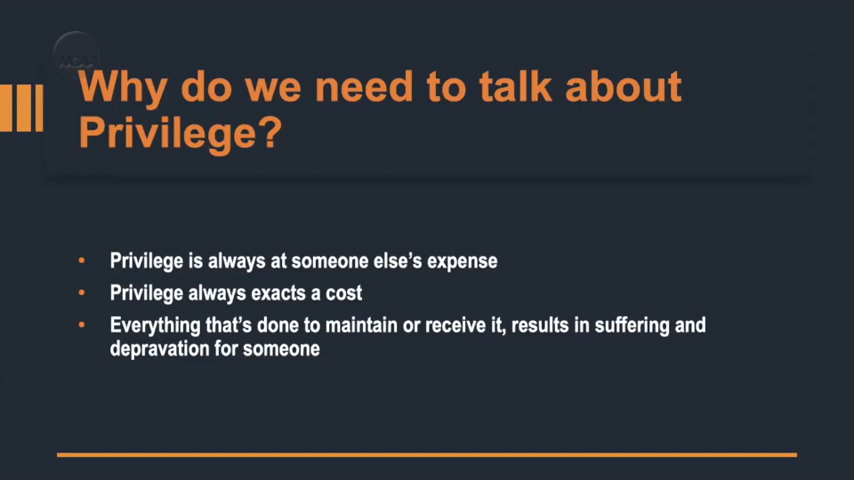 NCAA
Why do we need to talk about
Privilege?
• Privilege is always at someone else’s expense
• Privilege always exacts a cost
• Everything that’s done to maintain or receive it, results in suffering and
depravation for someone